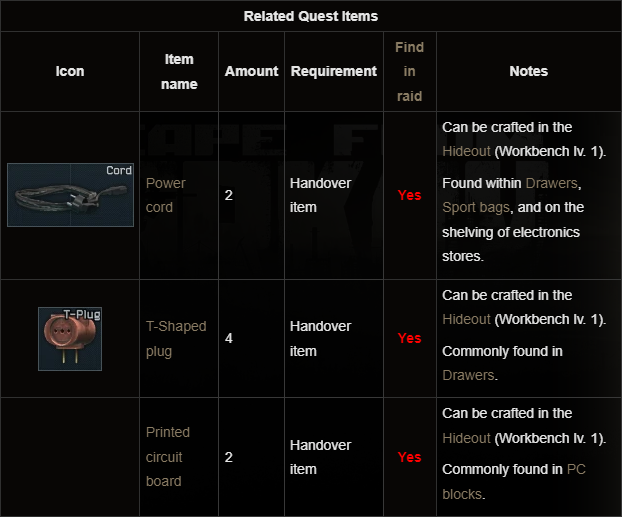 Related Quest Items
Icon
Item
name
Amount
Requirement
Find
in
raid
Notes
Cord
Power
cord
2
Handover
item
Yes
Can be crafted in the
Hideout (Workbench lv. 1).
Found within Drawers,
Sport bags, and on the
shelving of electronics
stores.
T-Plug
T-Shaped
plug
4
Handover
item
Yes
Can be crafted in the
Hideout (Workbench lv. 1).
Commonly found in
Drawers.
Printed
circuit
board
2
Handover
item
Yes
Can be crafted in the
Hideout (Workbench lv. 1).
Commonly found in PC
blocks.